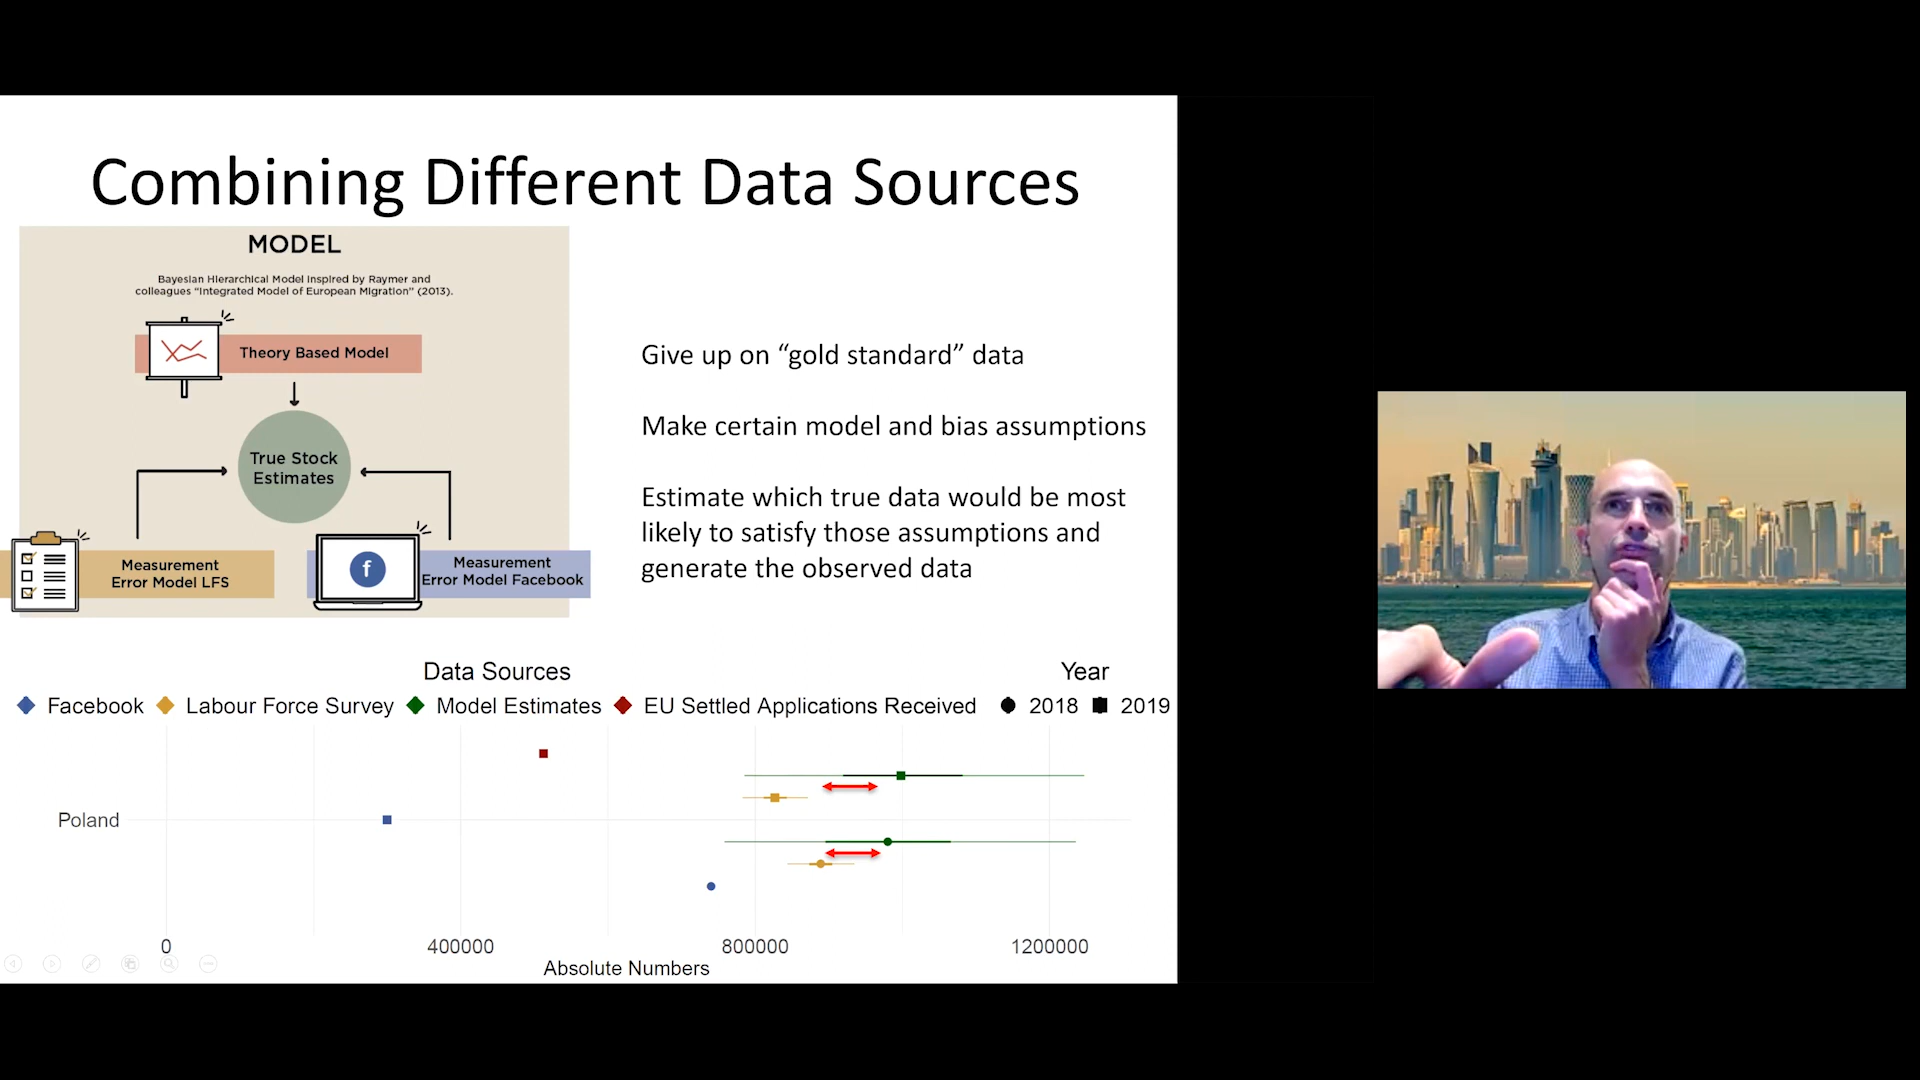 Combining Different Data Sources
MODEL
Bayesian Hierarchical Model Inspired by Raymer and
colleagues “Integrated Model of European Migration” (2013).
Theory Based Model
True Stock
Estimates
Measurement
Error Model LFS
f
Measurement
Error Model Facebook
Give up on “gold standard” data
Make certain model and bias assumptions
Estimate which true data would be most
likely to satisfy those assumptions and
generate the observed data
Data Sources
Year
Facebook Labour Force Survey Model Estimates EU Settled Applications Received 2018 2019
Poland
0 400000 800000 1200000
Absolute Numbers